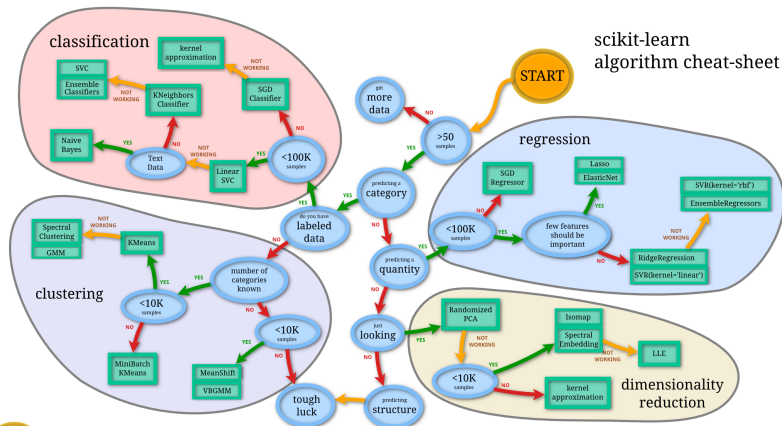 scikit-learn
algorithm cheat-sheet
START
classification
kernel
approximation
NOT
WORKING
SVC
Ensemble
Classifiers
NOT
WORKING
KNeighbors
Classifier
SGD
Classifier
Naive
Bayes
YES
Text
Data
NO
NOT
WORKING
Linear
SVC
YES
NO
<100K
samples
get
more
data
NO
>50
samples
YES
predicting a
category
YES
NO
do you have
labeled
data
YES
NO
predicting a
quantity
YES
NO
just
looking
YES
NO
predicting
structure
tough
luck
regression
SGD
Regressor
NO
<100K
samples
YES
Lasso
ElasticNet
YES
few features
should be
important
NO
SVR(kernel='rbf')
EnsembleRegressors
NOT
WORKING
RidgeRegression
SVR(kernel='linear')
clustering
Spectral
Clustering
GMM
NOT
WORKING
KMeans
YES
<10K
samples
NO
MiniBatch
KMeans
YES
number of
categories
known
NO
<10K
samples
YES
NO
MeanShift
VBGMM
Randomized
PCA
NOT
WORKING
<10K
samples
YES
NO
Isomap
Spectral
Embedding
NOT
WORKING
LLE
kernel
approximation
dimensionality
reduction